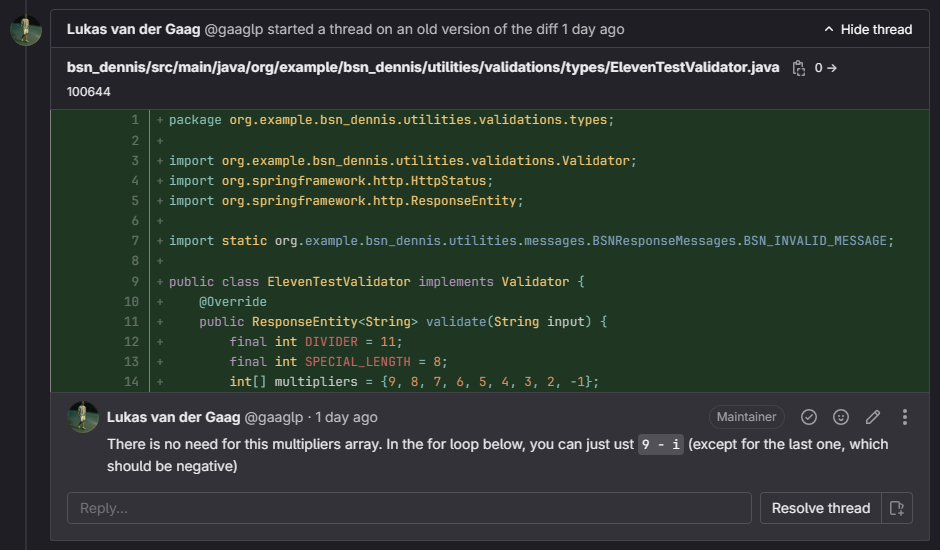 Lukas van der Gaag @gaaglp started a thread on an old version of the diff 1 day ago
Hide thread
bsn_dennis/src/main/java/org/example/bsn_dennis/utilities/validations/types/ElevenTestValidator.java 0 →
100644
1 + package org.example.bsn_dennis.utilities.validations.types;
2 +
3 + import org.example.bsn_dennis.utilities.validations.Validator;
4 + import org.springframework.http.HttpStatus;
5 + import org.springframework.http.ResponseEntity;
6 +
7 + import static org.example.bsn_dennis.utilities.messages.BSNResponseMessages.BSN_INVALID_MESSAGE;
8 +
9 + public class ElevenTestValidator implements Validator {
10 + @Override
11 + public ResponseEntity<String> validate(String input) {
12 + final int DIVIDER = 11;
13 + final int SPECIAL_LENGTH = 8;
14 + int[] multipliers = {9, 8, 7, 6, 5, 4, 3, 2, -1};
Lukas van der Gaag @gaaglp · 1 day ago
Maintainer
There is no need for this multipliers array. In the for loop below, you can just ust 9 - i (except for the last one, which
should be negative)
Reply...
Resolve thread